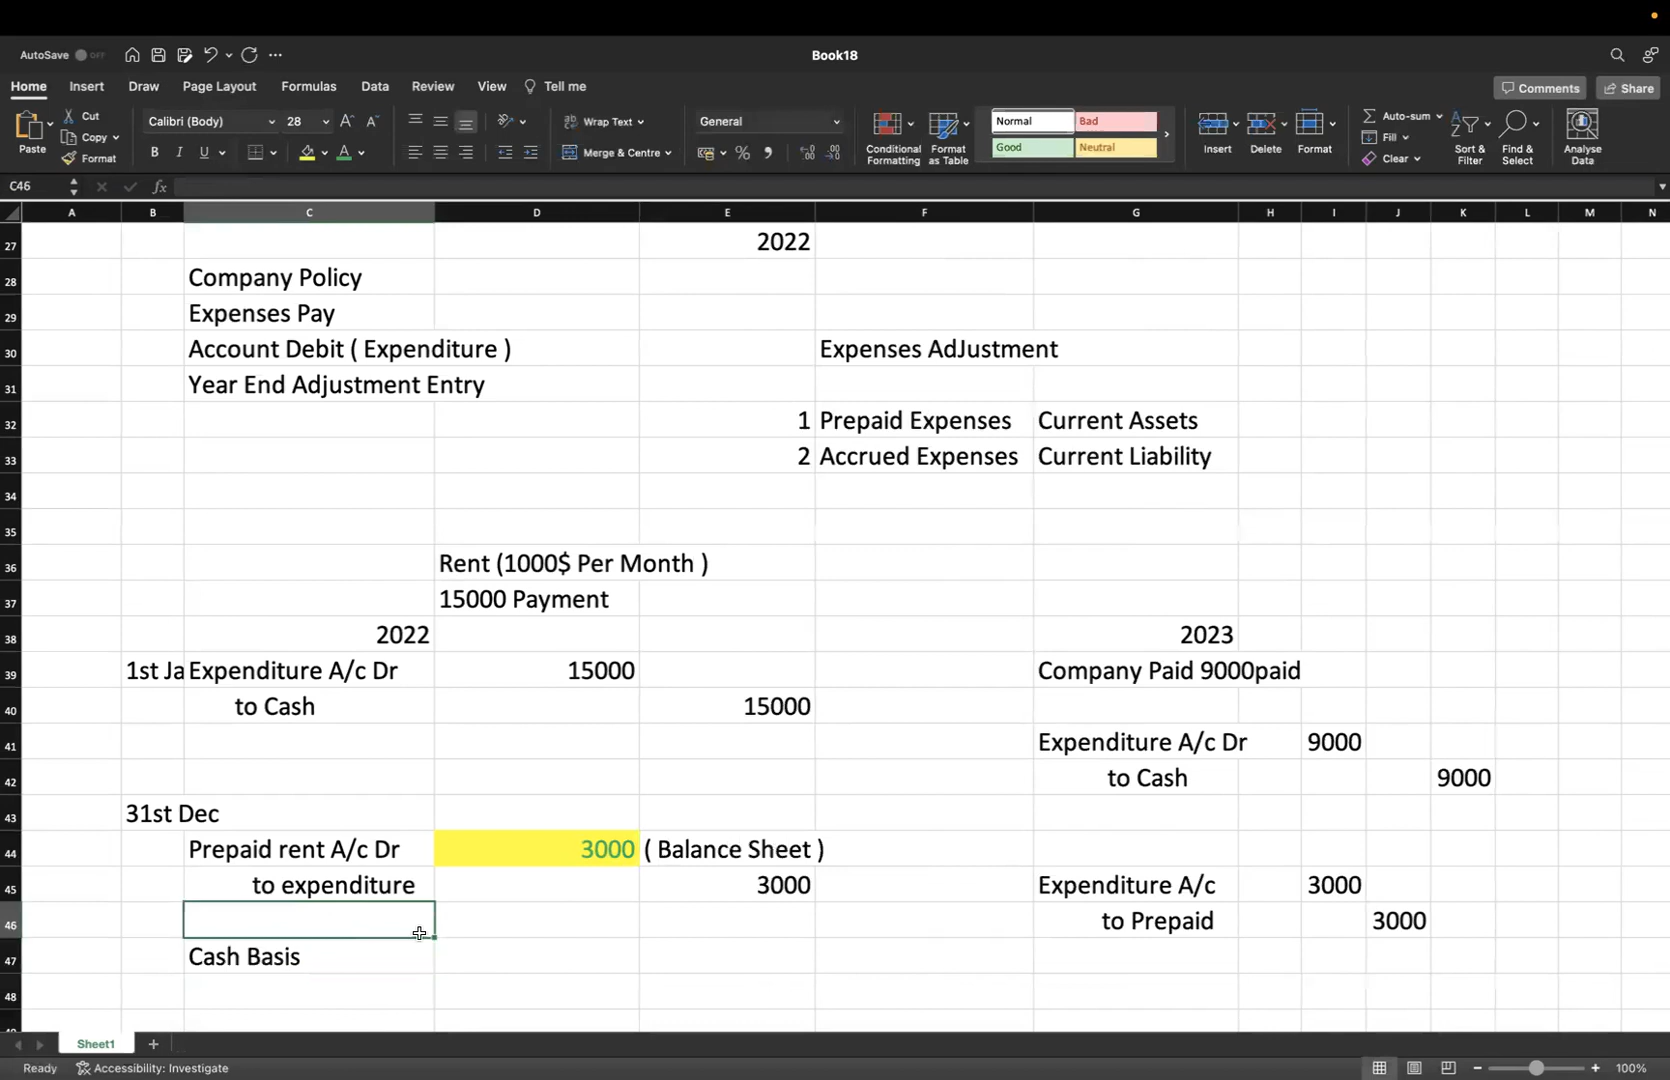 AutoSave OFF
Book18
Home Insert Draw Page Layout Formulas Data Review View Tell me
Comments Share
Paste
Cut
Copy
Format
Calibri (Body) 28
Wrap Text
Merge & Centre
General
Conditional Formatting
Format as Table
Normal Bad
Good Neutral
Insert Delete Format
Auto-sum
Fill
Clear
Sort & Filter
Find & Select
Analyse Data
C46 fx
A B C D E F G H I J K L M N
27 2022
28 Company Policy
29 Expenses Pay
30 Account Debit ( Expenditure ) Expenses AdJustment
31 Year End Adjustment Entry
32 1 Prepaid Expenses Current Assets
33 2 Accrued Expenses Current Liability
34
35
36 Rent (1000$ Per Month )
37 15000 Payment
38 2022 2023
39 1st Ja Expenditure A/c Dr 15000 Company Paid 9000paid
40 to Cash 15000
41 Expenditure A/c Dr 9000
42 to Cash 9000
43 31st Dec
44 Prepaid rent A/c Dr 3000 ( Balance Sheet )
45 to expenditure 3000 Expenditure A/c 3000
46 to Prepaid 3000
47 Cash Basis
48
Sheet1
Ready Accessibility: Investigate 100%